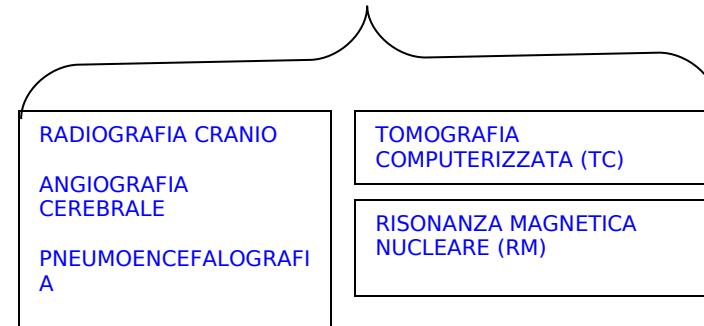 RADIOGRAFIA CRANIO
ANGIOGRAFIA
CEREBRALE
PNEUMOENCEFALOGRAFI
A
TOMOGRAFIA
COMPUTERIZZATA (TC)
RISONANZA MAGNETICA
NUCLEARE (RM)